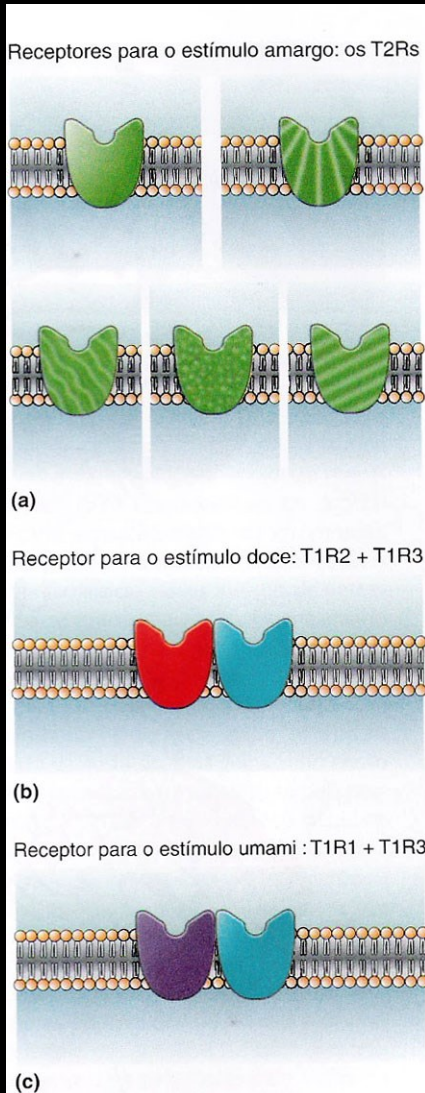 Receptores para o estímulo amargo: os T2Rs
(a)
Receptor para o estímulo doce: T1R2 + T1R3
(b)
Receptor para o estímulo umami : T1R1 + T1R3
(c)